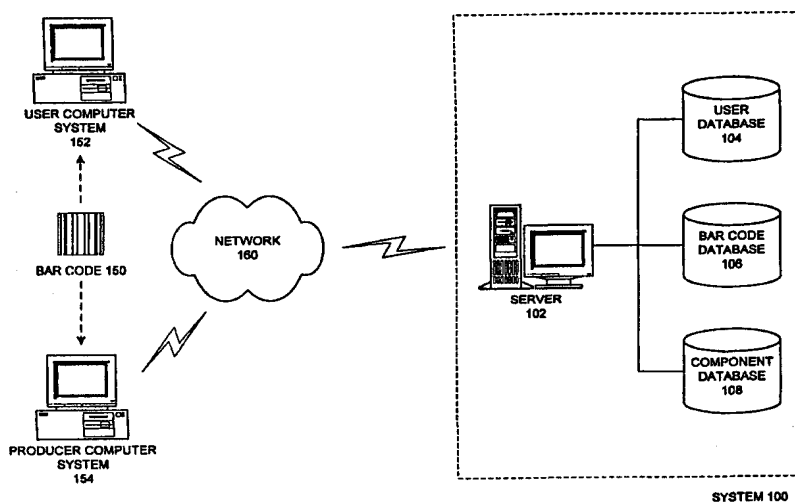 USER COMPUTER
SYSTEM
152
BAR CODE 150
PRODUCER COMPUTER
SYSTEM
154
NETWORK
160
SERVER
102
USER
DATABASE
104
BAR CODE
DATABASE
106
COMPONENT
DATABASE
108
SYSTEM 100